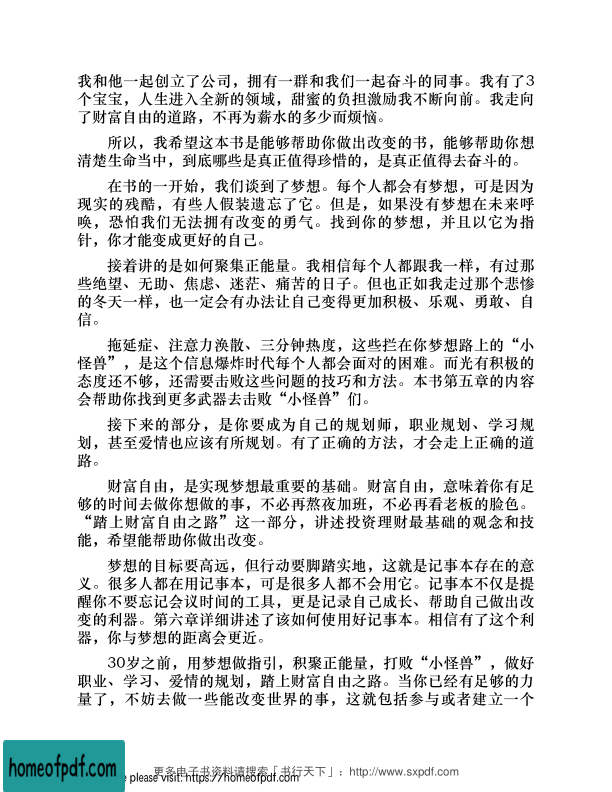 我和他一起创立了公司，拥有一群和我们一起奋斗的同事。我有了3
个宝宝，人生进入全新的领域，甜蜜的负担激励我不断向前。我走向
了财富自由的道路，不再为薪水的多少而烦恼。
所以，我希望这本书是能够帮助你做出改变的书，能够帮助你想
清楚生命当中，到底哪些是真正值得珍惜的，是真正值得去奋斗的。
在书的一开始，我们谈到了梦想。每个人都会有梦想，可是因为
现实的残酷，有些人假装遗忘了它。但是，如果没有梦想在未来呼
唤，恐怕我们无法拥有改变的勇气。找到你的梦想，并且以它为指
针，你才能变成更好的自己。
接着讲的是如何聚集正能量。我相信每个人都跟我一样，有过那
些绝望、无助、焦虑、迷茫、痛苦的日子。但也正如我走过那个悲惨
的冬天一样，也一定会有办法让自己变得更加积极、乐观、勇敢、自
信。
拖延症、注意力涣散、三分钟热度，这些拦在你梦想路上的“小
怪兽”，是这个信息爆炸时代每个人都会面对的困难。而光有积极的
态度还不够，还需要击败这些问题的技巧和方法。本书第五章的内容
会帮助你找到更多武器去击败“小怪兽”们。
接下来的部分，是你要成为自己的规划师，职业规划、学习规
划，甚至爱情也应该有所规划。有了正确的方法，才会走上正确的道
路。
财富自由，是实现梦想最重要的基础。财富自由，意味着你有足
够的时间去做你想做的事，不必再熬夜加班，不必再看老板的脸色。
“踏上财富自由之路”这一部分，讲述投资理财最基础的观念和技
能，希望能帮助你做出改变。
梦想的目标要高远，但行动要脚踏实地，这就是记事本存在的意
义。很多人都在用记事本，可是很多人都不会用它。记事本不仅是提
醒你不要忘记会议时间的工具，更是记录自己成长、帮助自己做出改
变的利器。第六章详细讲述了该如何使用好记事本。相信有了这个利
器，你与梦想的距离会更近。
30岁之前，用梦想做指引，积聚正能量，打败“小怪兽”，做好
职业、学习、爱情的规划，踏上财富自由之路。当你已经有足够的力
量了，不妨去做一些能改变世界的事，这就包括参与或者建立一个
更多电子书资料请搜索「书行天下」：http://www.sxpdf.com
homeofpdf.com
e please visit: https://homeofpdf.com